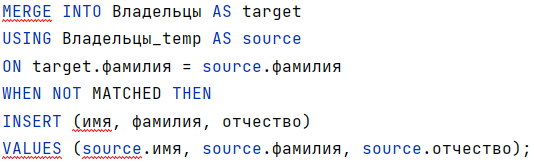 MERGE INTO Владельцы AS target
USING Владельцы_temp AS source
ON target.фамилия = source.фамилия
WHEN NOT MATCHED THEN
INSERT (имя, фамилия, отчество)
VALUES (source.имя, source.фамилия, source.отчество);